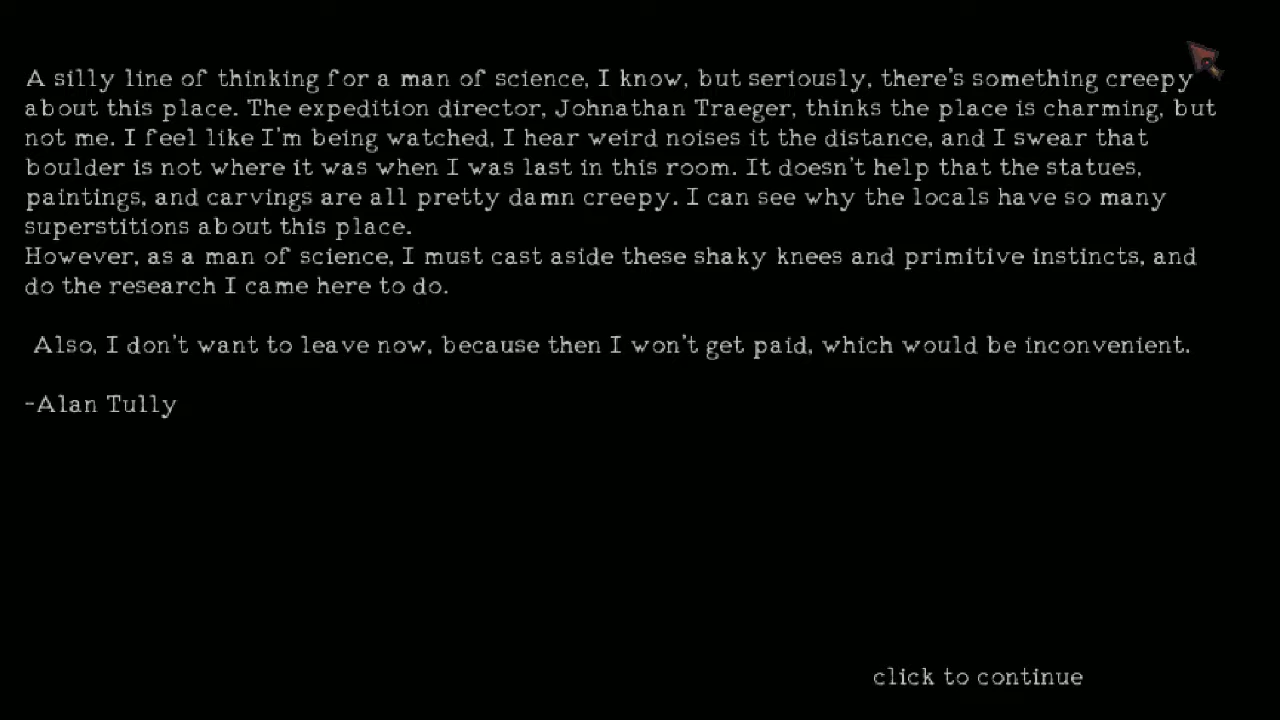 A silly line of thinking for a man of science, I know, but seriously, there's something creepy
about this place. The expedition director, Johnathan Traeger, thinks the place is charming, but
not me. I feel like I'm being watched, I hear weird noises it the distance, and I swear that
boulder is not where it was when I was last in this room. It doesn't help that the statues,
paintings, and carvings are all pretty damn creepy. I can see why the locals have so many
superstitions about this place.
However, as a man of science, I must cast aside these shaky knees and primitive instincts, and
do the research I came here to do.
Also, I don't want to leave now, because then I won't get paid, which would be inconvenient.
-Alan Tully
click to continue